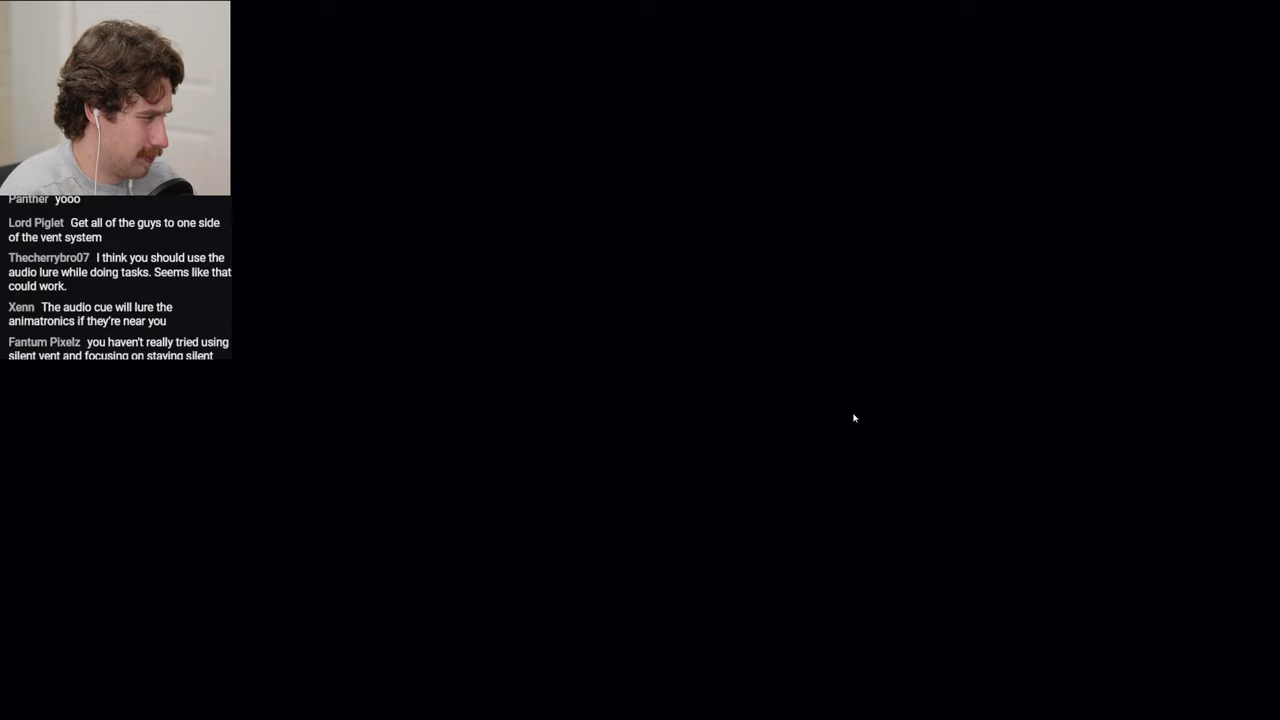 Panther yooo
Lord Piglet Get all of the guys to one side
of the vent system
Thecherrybro07 I think you should use the
audio lure while doing tasks. Seems like that
could work.
Xenn The audio cue will lure the
animatronics if they're near you
Fantum Pixelz you haven't really tried using
silent vent and focusing on staying silent